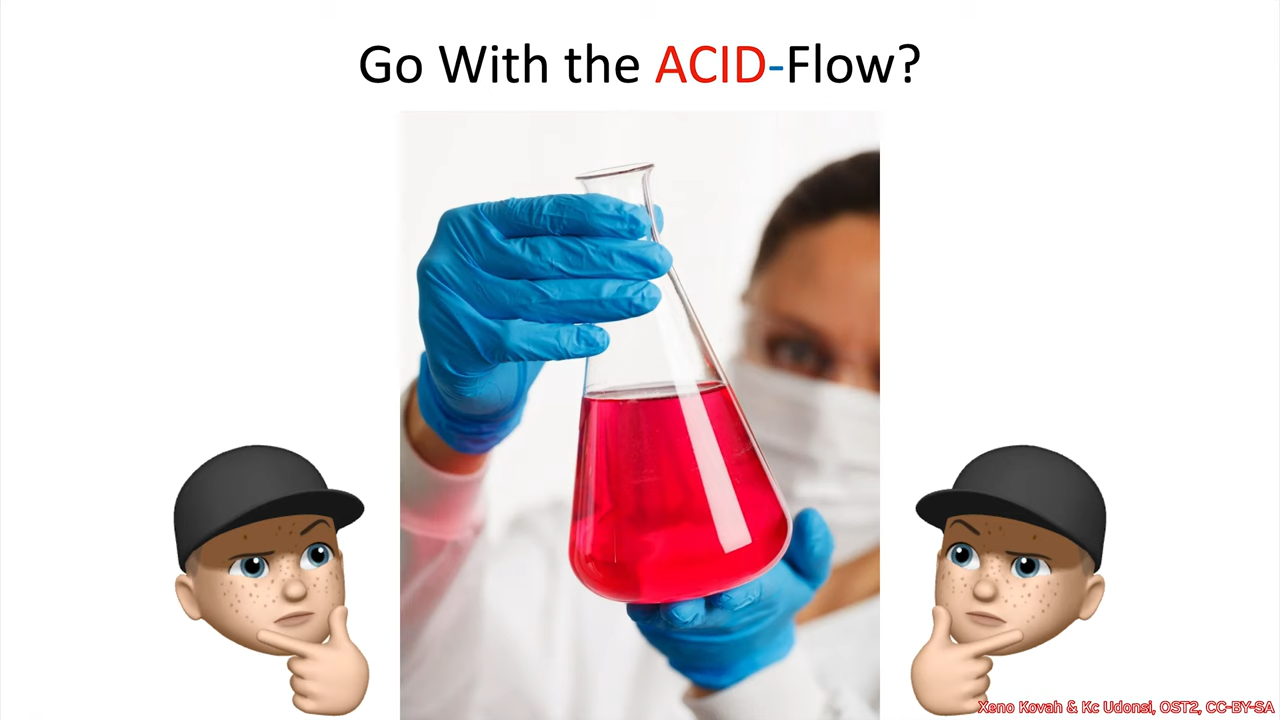 Go With the ACID-Flow?
Xeno Kovah & Kc Udonsi, OST2, CC-BY-SA